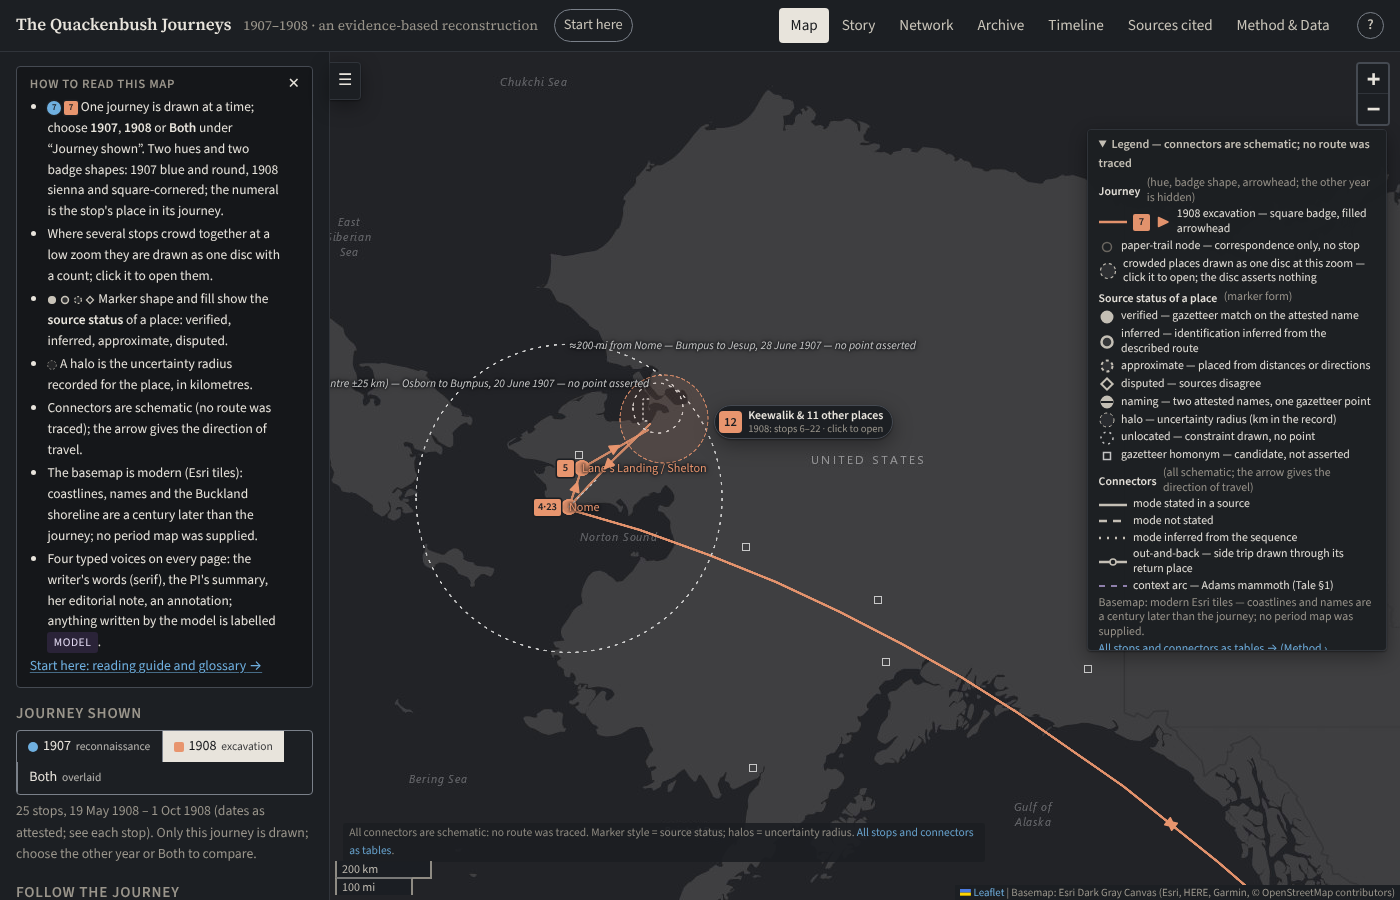 The Quackenbush Journeys 1907–1908 · an evidence-based reconstruction Start here
Map Story Network Archive Timeline Sources cited Method & Data ?
HOW TO READ THIS MAP ✕
7 7 One journey is drawn at a time;
choose 1907, 1908 or Both under
“Journey shown”. Two hues and two
badge shapes: 1907 blue and round, 1908
sienna and square-cornered; the numeral
is the stop's place in its journey.
Where several stops crowd together at a
low zoom they are drawn as one disc with
a count; click it to open them.
Marker shape and fill show the
source status of a place: verified,
inferred, approximate, disputed.
A halo is the uncertainty radius
recorded for the place, in kilometres.
Connectors are schematic (no route was
traced); the arrow gives the direction of
travel.
The basemap is modern (Esri tiles):
coastlines, names and the Buckland
shoreline are a century later than the
journey; no period map was supplied.
Four typed voices on every page: the
writer's words (serif), the PI's summary,
her editorial note, an annotation;
anything written by the model is labelled
MODEL .
Start here: reading guide and glossary →
JOURNEY SHOWN
1907 reconnaissance 1908 excavation
Both overlaid
25 stops, 19 May 1908 – 1 Oct 1908 (dates as
attested; see each stop). Only this journey is drawn;
choose the other year or Both to compare.
FOLLOW THE JOURNEY
☰
Chukchi Sea
East
Siberian
Sea
≈200 mi from Nome — Bumpus to Jesup, 28 June 1907 — no point asserted
ntre ±25 km) — Osborn to Bumpus, 20 June 1907 — no point asserted
12 Keewalik & 11 other places
1908: stops 6–22 · click to open
UNITED STATES
5 Lane's Landing / Shelton
4·23 Nome
Norton Sound
Bering Sea
Gulf of
Alaska
All connectors are schematic: no route was traced. Marker style = source status; halos = uncertainty radius. All stops and connectors
as tables.
200 km
100 mi
+
−
▼ Legend — connectors are schematic; no route was
traced
Journey (hue, badge shape, arrowhead; the other year
is hidden)
7 1908 excavation — square badge, filled
arrowhead
paper-trail node — correspondence only, no stop
crowded places drawn as one disc at this zoom —
click it to open; the disc asserts nothing
Source status of a place (marker form)
verified — gazetteer match on the attested name
inferred — identification inferred from the
described route
approximate — placed from distances or directions
disputed — sources disagree
naming — two attested names, one gazetteer point
halo — uncertainty radius (km in the record)
unlocated — constraint drawn, no point
gazetteer homonym — candidate, not asserted
Connectors (all schematic; the arrow gives the
direction of travel)
mode stated in a source
mode not stated
mode inferred from the sequence
out-and-back — side trip drawn through its
return place
context arc — Adams mammoth (Tale §1)
Basemap: modern Esri tiles — coastlines and names are
a century later than the journey; no period map was
supplied.
All stops and connectors as tables → (Method ›
Leaflet | Basemap: Esri Dark Gray Canvas (Esri, HERE, Garmin, © OpenStreetMap contributors)